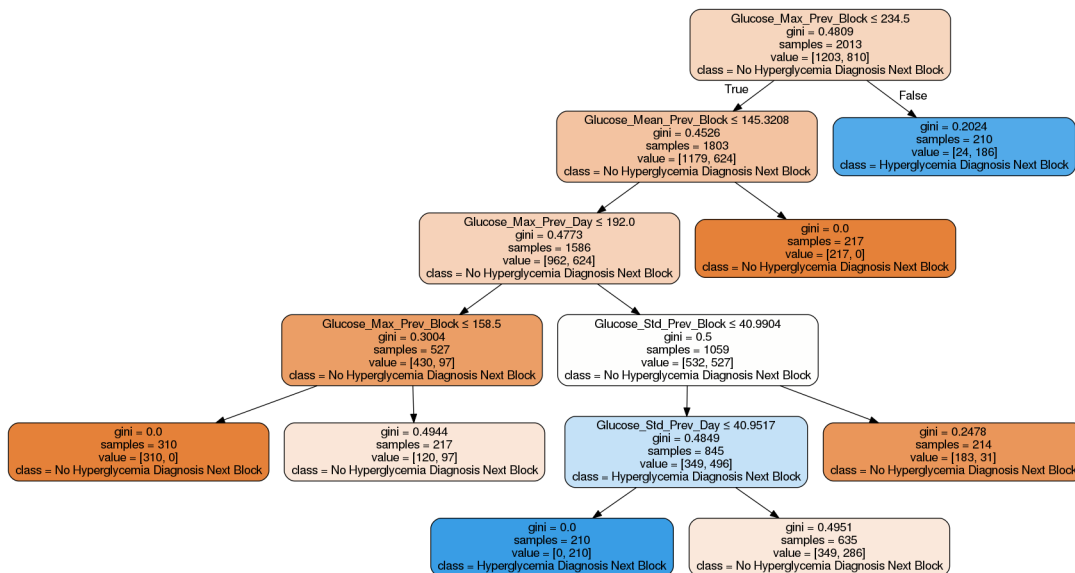 Glucose_Max_Prev_Block ≤ 234.5
gini = 0.4809
samples = 2013
value = [1203, 810]
class = No Hyperglycemia Diagnosis Next Block
True
False
Glucose_Mean_Prev_Block ≤ 145.3208
gini = 0.4526
samples = 1803
value = [1179, 624]
class = No Hyperglycemia Diagnosis Next Block
gini = 0.2024
samples = 210
value = [24, 186]
class = Hyperglycemia Diagnosis Next Block
Glucose_Max_Prev_Day ≤ 192.0
gini = 0.4773
samples = 1586
value = [962, 624]
class = No Hyperglycemia Diagnosis Next Block
gini = 0.0
samples = 217
value = [217, 0]
class = No Hyperglycemia Diagnosis Next Block
Glucose_Max_Prev_Block ≤ 158.5
gini = 0.3004
samples = 527
value = [430, 97]
class = No Hyperglycemia Diagnosis Next Block
Glucose_Std_Prev_Block ≤ 40.9904
gini = 0.5
samples = 1059
value = [532, 527]
class = No Hyperglycemia Diagnosis Next Block
gini = 0.0
samples = 310
value = [310, 0]
class = No Hyperglycemia Diagnosis Next Block
gini = 0.4944
samples = 217
value = [120, 97]
class = No Hyperglycemia Diagnosis Next Block
Glucose_Std_Prev_Day ≤ 40.9517
gini = 0.4849
samples = 845
value = [349, 496]
class = Hyperglycemia Diagnosis Next Block
gini = 0.2478
samples = 214
value = [183, 31]
class = No Hyperglycemia Diagnosis Next Block
gini = 0.0
samples = 210
value = [0, 210]
class = Hyperglycemia Diagnosis Next Block
gini = 0.4951
samples = 635
value = [349, 286]
class = No Hyperglycemia Diagnosis Next Block